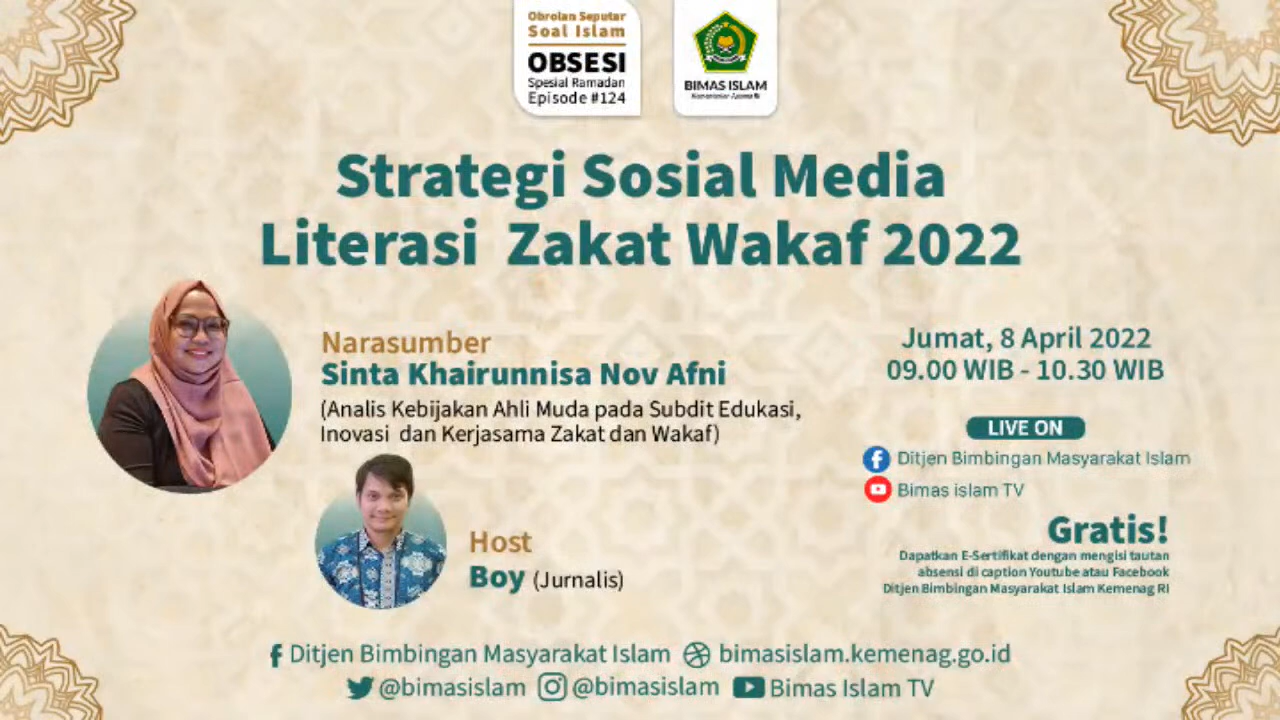 Obrolan Seputar
Soal Islam
OBSESI
Spesial Ramadan
Episode #124
BIMAS ISLAM
Kementerian Agama RI
Strategi Sosial Media
Literasi Zakat Wakaf 2022
Narasumber
Sinta Khairunnisa Nov Afni
(Analis Kebijakan Ahli Muda pada Subdit Edukasi,
Inovasi dan Kerjasama Zakat dan Wakaf)
Host
Boy (Jurnalis)
Jumat, 8 April 2022
09.00 WIB - 10.30 WIB
LIVE ON
Ditjen Bimbingan Masyarakat Islam
Bimas islam TV
Gratis!
Dapatkan E-Sertifikat dengan mengisi tautan
absensi di caption Youtube atau Facebook
Ditjen Bimbingan Masyarakat Islam Kemenag RI
Ditjen Bimbingan Masyarakat Islam bimasislam.kemenag.go.id
@bimasislam @bimasislam Bimas Islam TV